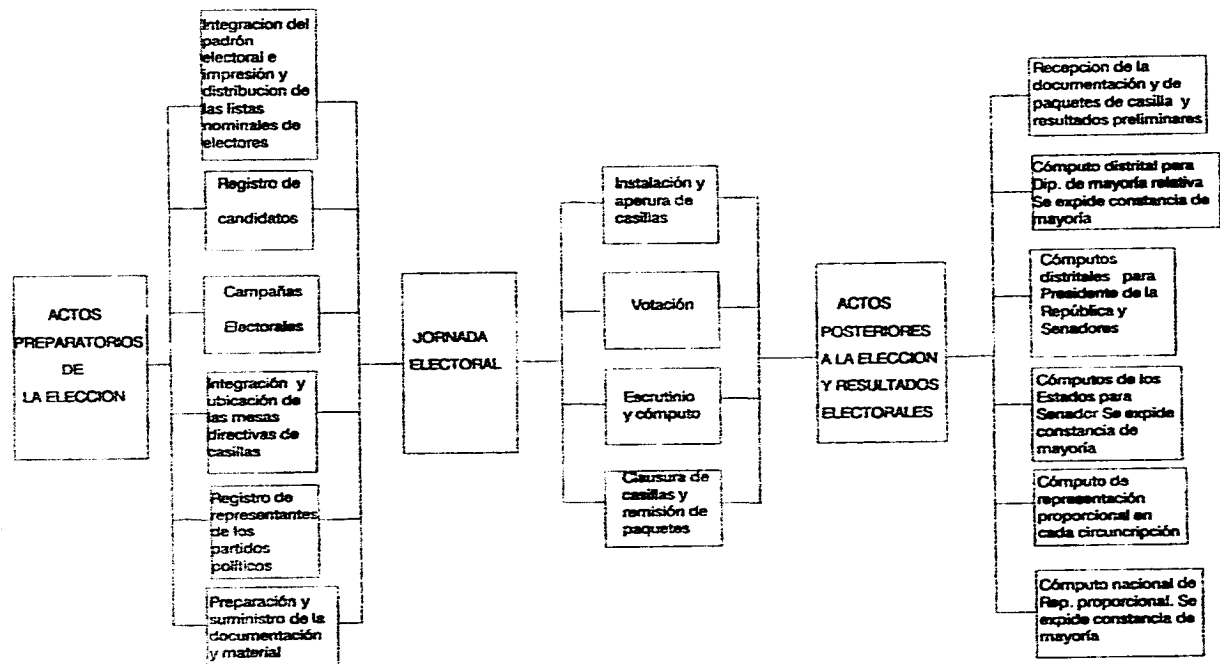 ACTOS
PREPARATORIOS
DE
LA ELECCION
Integracion del
padrón
electoral e
impresión y
distribucion de
las listas
nominales de
electores
Registro de
candidatos
Campañas
Electorales
Integración y
ubicación de
las mesas
directivas de
casillas
Registro de
representantes
de los
partidos
políticos
Preparación y
suministro de la
documentación
y material
JORNADA
ELECTORAL
Instalación y
aperura de
casillas
Votación
Escrutinio
y cómputo
Clausura de
casillas y
remisión de
paquetes
ACTOS
POSTERIORES
A LA ELECCION
Y RESULTADOS
ELECTORALES
Recepcion de la
documentación y de
paquetes de casilla y
resultados preliminares
Cómputo distrital para
Dip. de mayoría relativa
Se expide constancia de
mayoría
Cómputos
distritales para
Presidente de la
República y
Senadores
Cómputos de los
Estados para
Senador Se expide
constancia de
mayoría
Cómputo de
representación
proporcional en
cada circuncripción
Cómputo nacional de
Rep. proporcional. Se
expide constancia de
mayoría